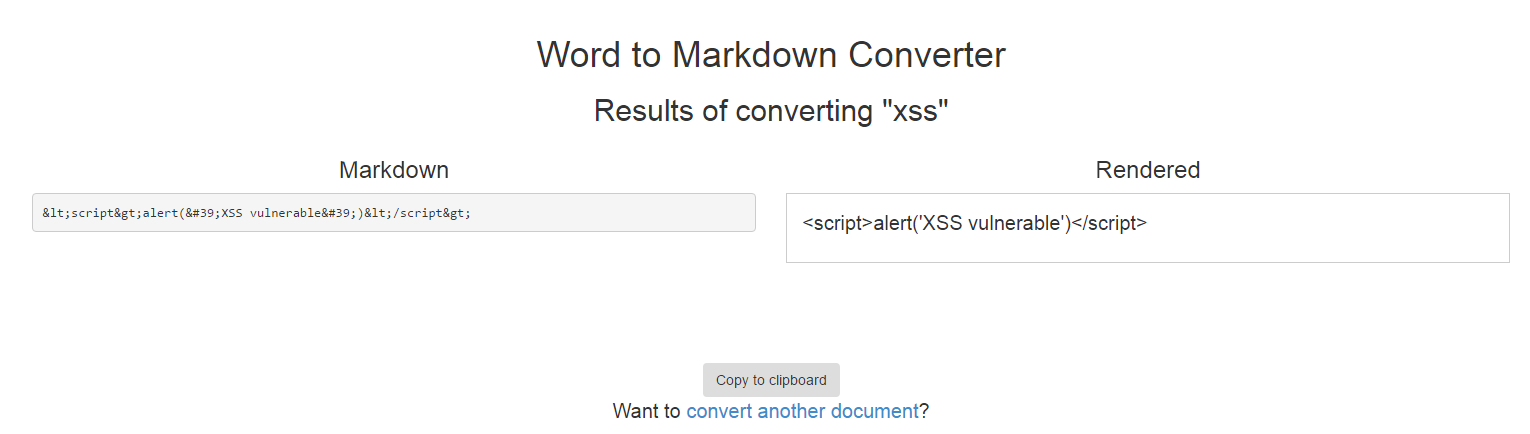 Word to Markdown Converter
Results of converting "xss"
Markdown
&lt;script&gt;alert(&#39;XSS vulnerable&#39;)&lt;/script&gt;
Rendered
<script>alert('XSS vulnerable')</script>
Copy to clipboard
Want to convert another document?